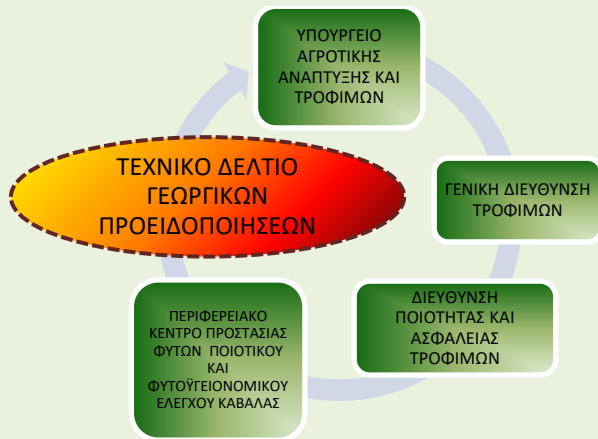 ΥΠΟΥΡΓΕΙΟ
ΑΓΡΟΤΙΚΗΣ
ΑΝΑΠΤΥΞΗΣ ΚΑΙ
ΤΡΟΦΙΜΩΝ
ΤΕΧΝΙΚΟ ΔΕΛΤΙΟ
ΓΕΩΡΓΙΚΩΝ
ΠΡΟΕΙΔΟΠΟΙΗΣΕΩΝ
ΓΕΝΙΚΗ ΔΙΕΥΘΥΝΣΗ
ΤΡΟΦΙΜΩΝ
ΔΙΕΥΘΥΝΣΗ
ΠΟΙΟΤΗΤΑΣ ΚΑΙ
ΑΣΦΑΛΕΙΑΣ
ΤΡΟΦΙΜΩΝ
ΠΕΡΙΦΕΡΕΙΑΚΟ
ΚΕΝΤΡΟ ΠΡΟΣΤΑΣΙΑΣ
ΦΥΤΩΝ ΠΟΙΟΤΙΚΟΥ
ΚΑΙ
ΦΥΤΟΫΓΕΙΟΝΟΜΙΚΟΥ
ΕΛΕΓΧΟΥ ΚΑΒΑΛΑΣ